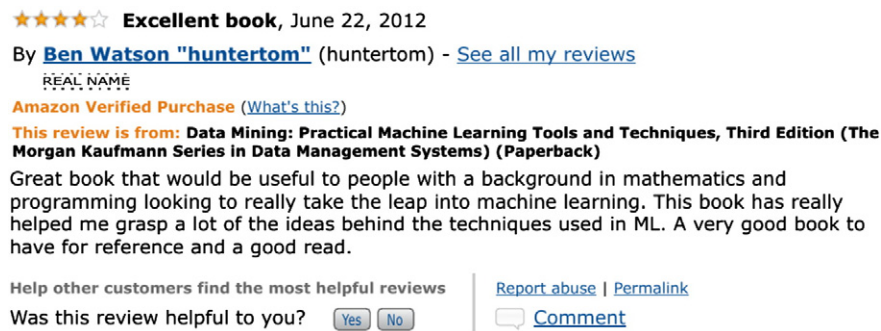 Excellent book, June 22, 2012
By Ben Watson "huntertom" (huntertom) - See all my reviews
REAL NAME
Amazon Verified Purchase (What's this?)
This review is from: Data Mining: Practical Machine Learning Tools and Techniques, Third Edition (The
Morgan Kaufmann Series in Data Management Systems) (Paperback)
Great book that would be useful to people with a background in mathematics and
programming looking to really take the leap into machine learning. This book has really
helped me grasp a lot of the ideas behind the techniques used in ML. A very good book to
have for reference and a good read.
Help other customers find the most helpful reviews
Was this review helpful to you? Yes No
Report abuse | Permalink
Comment